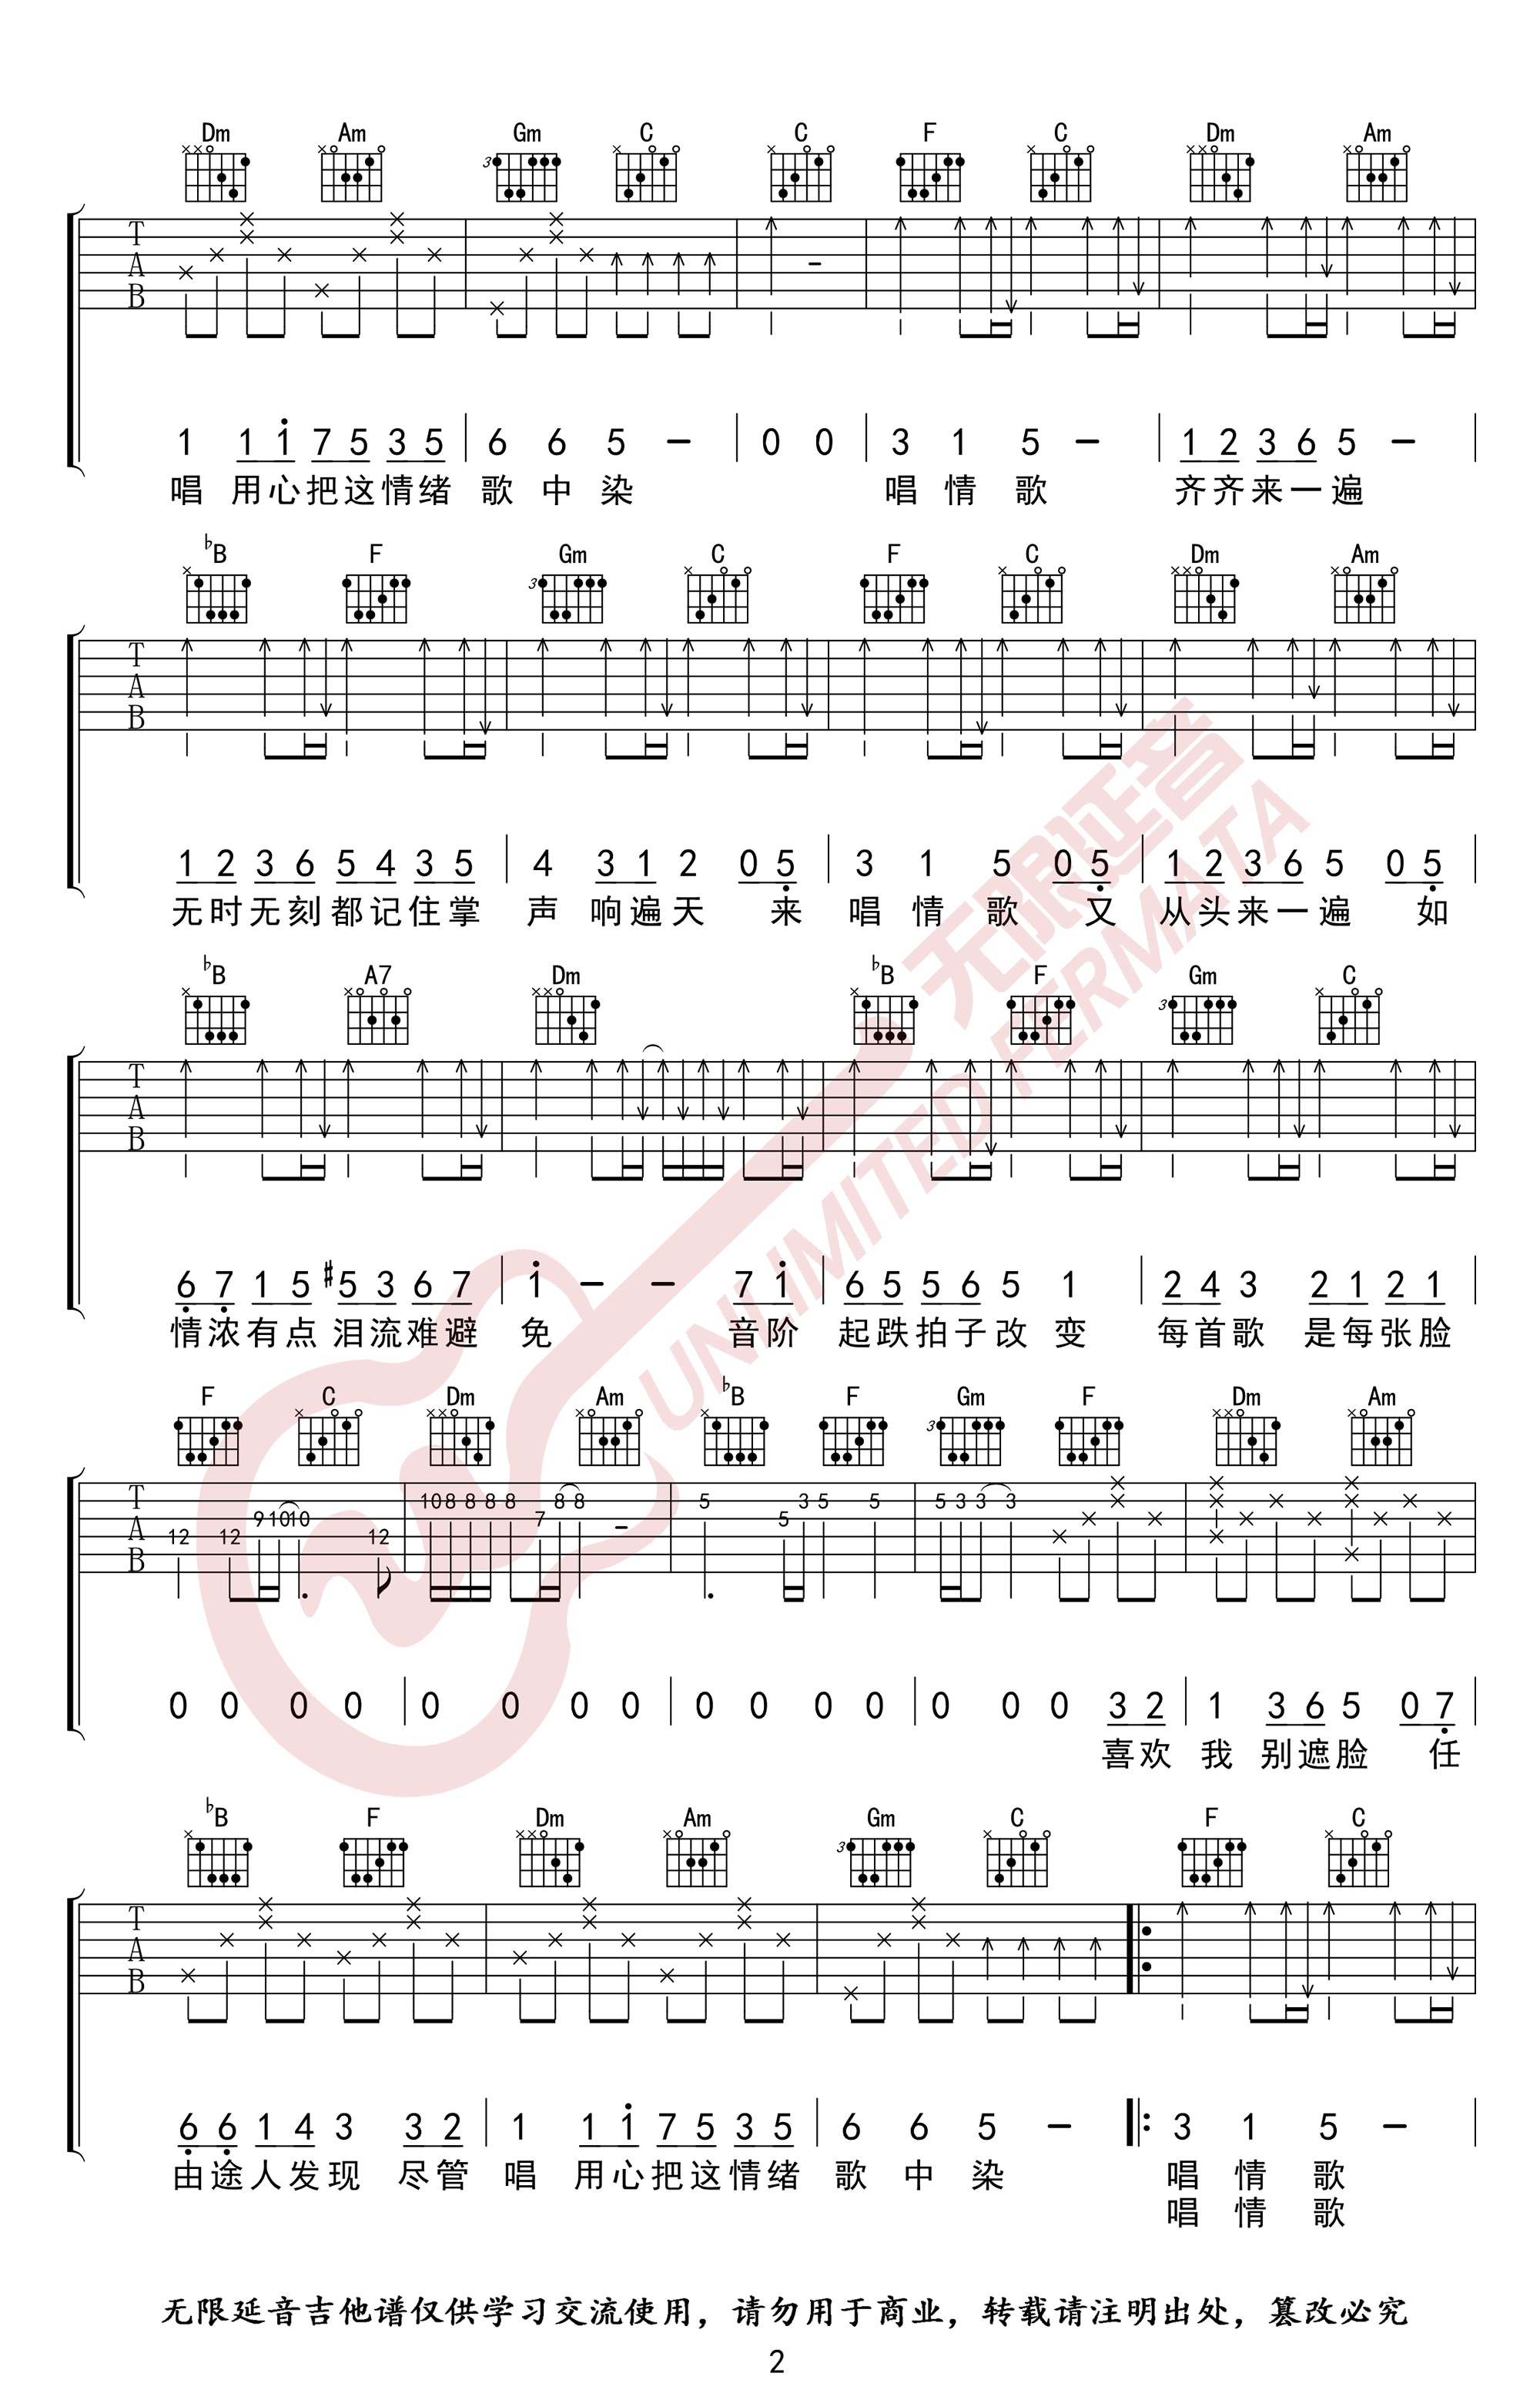 Dm Am Gm C C F C Dm Am
3
T
A
B
1 1 1 7 5 3 5 | 6 6 5 – | 0 0 | 3 1 5 – | 1 2 3 6 5 – |
唱 用心把这情绪 歌 中 染 唱 情 歌 齐齐来一遍
♭B F Gm C F C Dm Am
3
T
A
B
1 2 3 6 5 4 3 5 | 4 3 1 2 0 5 | 3 1 5 0 5 | 1 2 3 6 5 0 5 |
无时无刻都记住掌 声 响遍天 来 唱 情 歌 又 从头来一遍 如
♭B A7 Dm ♭B F Gm C
3
T
A
B
6 7 1 5 #5 3 6 7 | 1 – – 7 1 | 6 5 5 6 5 1 | 2 4 3 2 1 2 1 |
情浓有点泪流难避 免 音阶 起跌拍子改 变 每首歌 是每张脸
F C Dm Am ♭B F Gm F Dm Am
3
T
A
B
12 12 9 10 10 12 10 8 8 8 8 7 8 8 – 5 5 3 5 5 5 3 3 3
0 0 0 0 | 0 0 0 0 | 0 0 0 0 | 0 0 0 3 2 | 1 3 6 5 0 7 |
喜欢 我 别遮脸 任
♭B F Dm Am Gm C F C
3
T
A
B
6 6 1 4 3 3 2 | 1 1 1 7 5 3 5 | 6 6 5 – ‖: 3 1 5 – |
由途人发现 尽管 唱 用心把这情绪 歌 中 染 唱 情 歌
唱 情 歌
无限延音
UNLIMITED FERMATA
无限延音吉他谱仅供学习交流使用，请勿用于商业，转载请注明出处，篡改必究
2